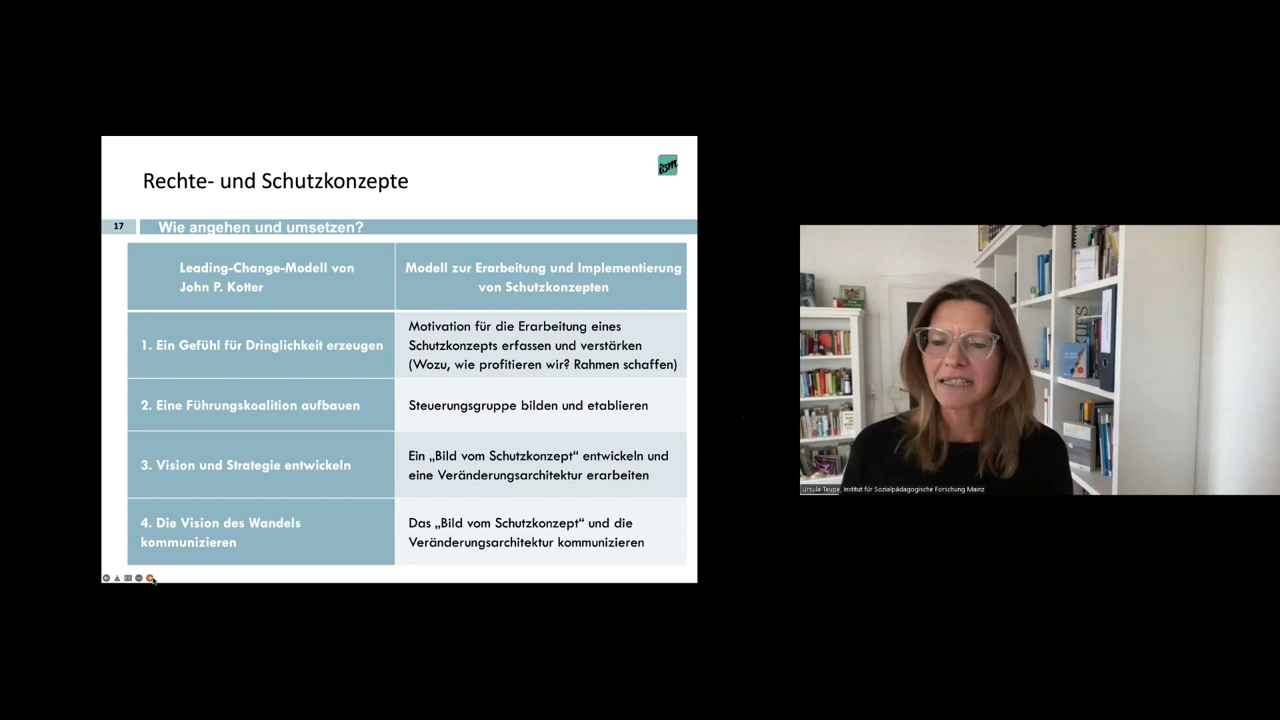 Rechte- und Schutzkonzepte
ism
17
Wie angehen und umsetzen?
Leading-Change-Modell von
John P. Kotter
Modell zur Erarbeitung und Implementierung
von Schutzkonzepten
1. Ein Gefühl für Dringlichkeit erzeugen
Motivation für die Erarbeitung eines
Schutzkonzepts erfassen und verstärken
(Wozu, wie profitieren wir? Rahmen schaffen)
2. Eine Führungskoalition aufbauen
Steuerungsgruppe bilden und etablieren
3. Vision und Strategie entwickeln
Ein „Bild vom Schutzkonzept“ entwickeln und
eine Veränderungsarchitektur erarbeiten
4. Die Vision des Wandels
kommunizieren
Das „Bild vom Schutzkonzept“ und die
Veränderungsarchitektur kommunizieren
Ursula Teupe, Institut für Sozialpädagogische Forschung Mainz